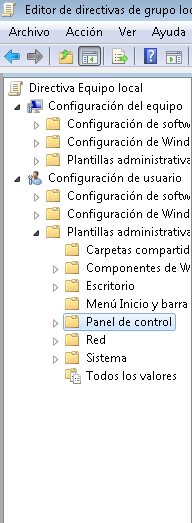 Editor de directivas de grupo loc
Archivo Acción Ver Ayuda
Directiva Equipo local
Configuración del equipo
Configuración de softw
Configuración de Wind
Plantillas administrativa
Configuración de usuario
Configuración de softw
Configuración de Wind
Plantillas administrativa
Carpetas compartid
Componentes de W
Escritorio
Menú Inicio y barra
Panel de control
Red
Sistema
Todos los valores